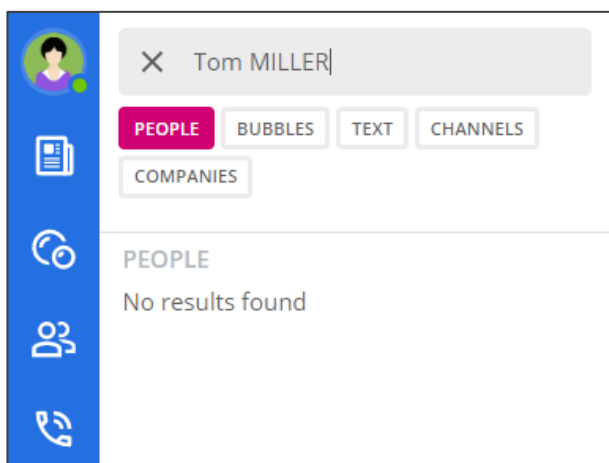 Tom MILLER
PEOPLE BUBBLES TEXT CHANNELS
COMPANIES
PEOPLE
No results found